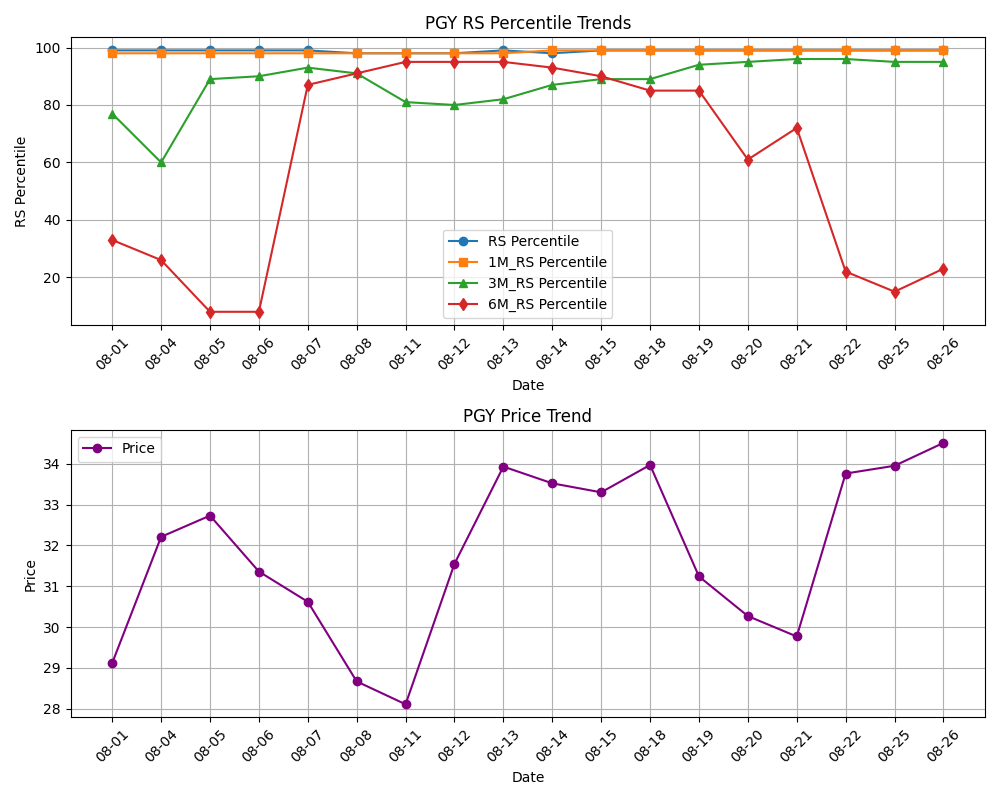 PGY RS Percentile Trends
RS Percentile
100
80
60
40
20
RS Percentile
1M_RS Percentile
3M_RS Percentile
6M_RS Percentile
08-01 08-04 08-05 08-06 08-07 08-08 08-11 08-12 08-13 08-14 08-15 08-18 08-19 08-20 08-21 08-22 08-25 08-26
Date
PGY Price Trend
Price
34
33
32
31
30
29
28
Price
08-01 08-04 08-05 08-06 08-07 08-08 08-11 08-12 08-13 08-14 08-15 08-18 08-19 08-20 08-21 08-22 08-25 08-26
Date